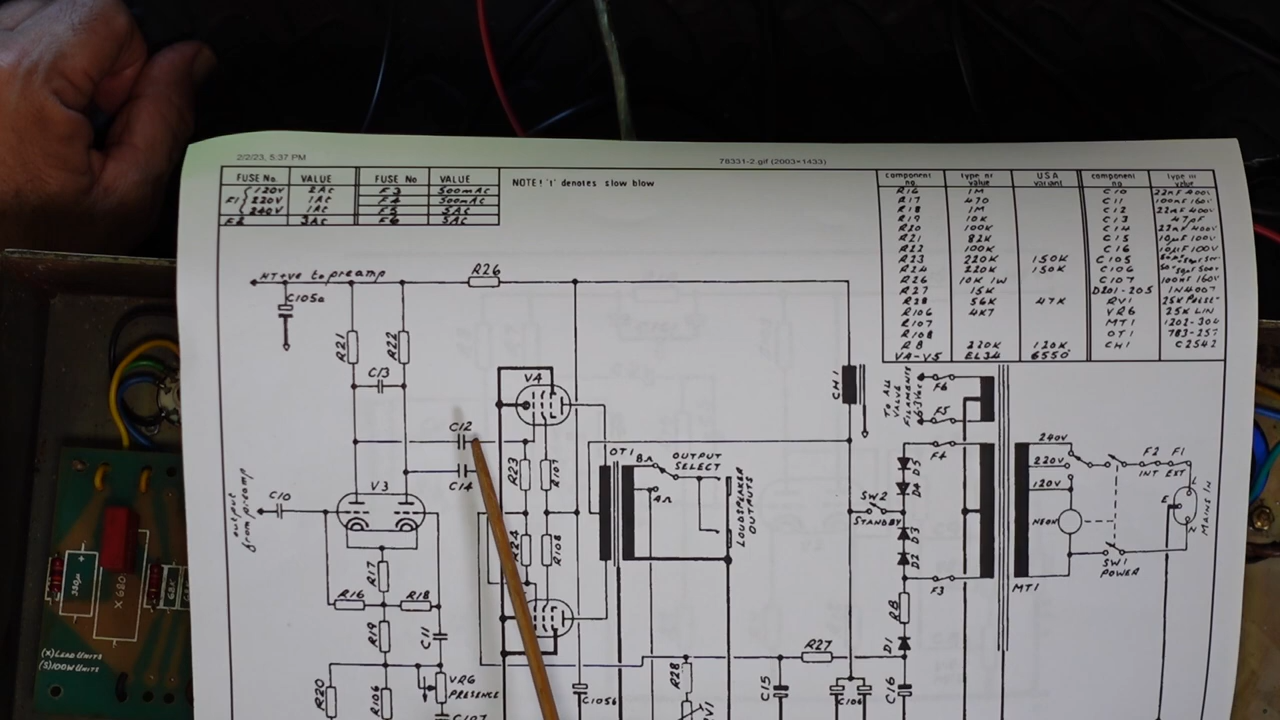 2/2/23, 5:37 PM
78331-2.gif (2003×1433)
FUSE No. VALUE FUSE No VALUE
F1 { 120V 2Ac F3 500mAc
220V 1Ac F4 500mAc
240V 1Ac F5 5Ac
F2 3Ac F6 5Ac
NOTE! 't' denotes slow blow
component no. type or value USA variant component no. type or value
R16 1M C10 22nF 400v
R17 470 C11 100nF 160v
R18 1M C12 22nF 400v
R19 10K C13 47pF
R20 100K C14 22nF 400v
R21 82K C15 10µF 100v
R22 100K C16 10µF 100V
R23 220K 150K C105
R24 220K 150K C106
R26 10K 1W C107 100nF 160v
R27 15K D201-205 1N4007
R28 56K 47K RV1 25K
R106 4K7 VR6 25K LIN
R107 MT1 1202-
R108 OT1 783-
R8 220K 120K CH1 C2542
V4-V5 EL34 6550
HT+ve to preamp
R26
C105a
R21
R22
C13
V4
CH1
TO ALL VALVE FILAMENTS 6.3Vac
F6
F5
C12
C14
R23
R107
OT1
8Ω
4Ω
OUTPUT SELECT
LOUDSPEAKER OUTPUTS
F4
D5
D4
SW2
STANDBY
D3
D2
F3
240V
220V
120V
NEON
F2 F1
INT EXT
E
MAINS IN
SW1
POWER
MT1
output from preamp
C10
V3
R24
R108
R17
R16
R18
R19
C11
R8
D1
R27
R20
R106
VR6
PRESENCE
C107
R28
C105b
C15
C106
C16
330µ
X 680
68K
(X) LEAD UNITS
(S) 100W UNITS